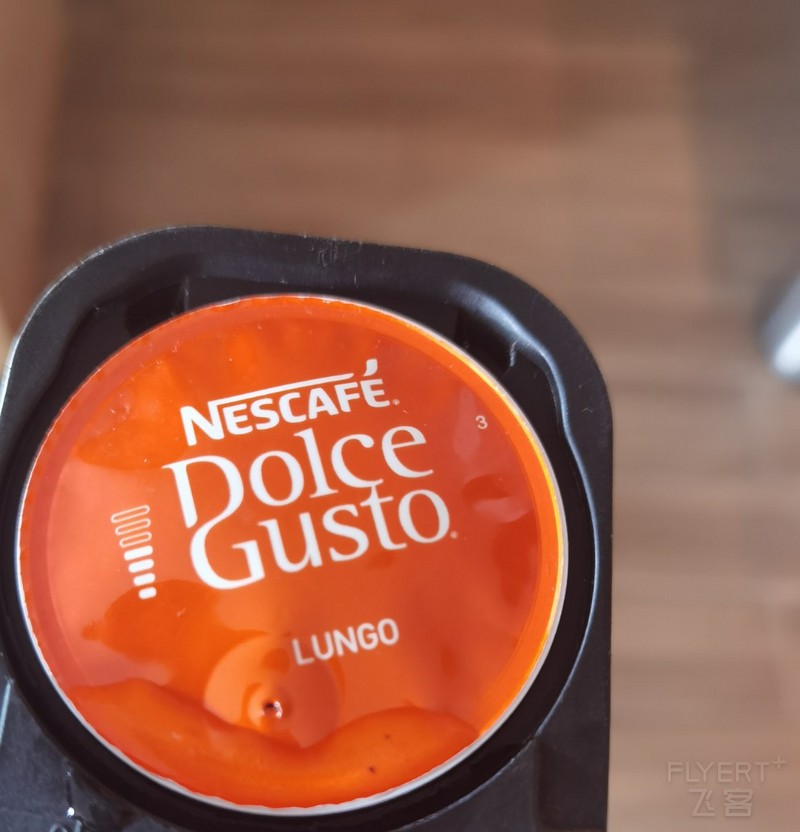 NESCAFÉ®
3
Dolce
Gusto®
LUNGO
FLYERT+
飞客